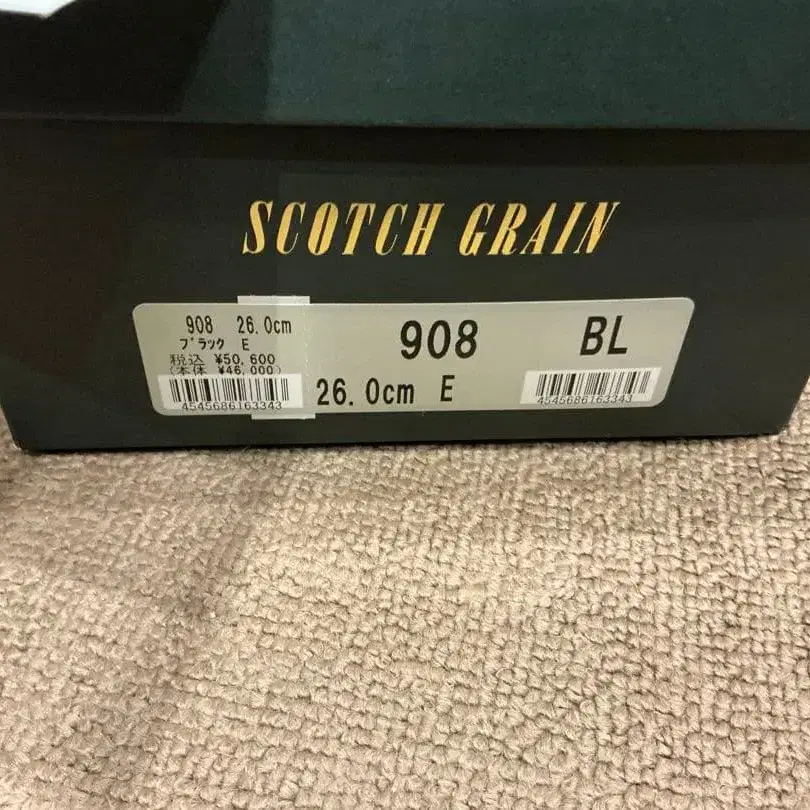 SCOTCH GRAIN
908 26.0cm
ﾌﾞﾗｯｸ E
税込 ¥50,600
(本体 ¥46,000)
4545686163343
908 BL
26.0cm E
4545686163343